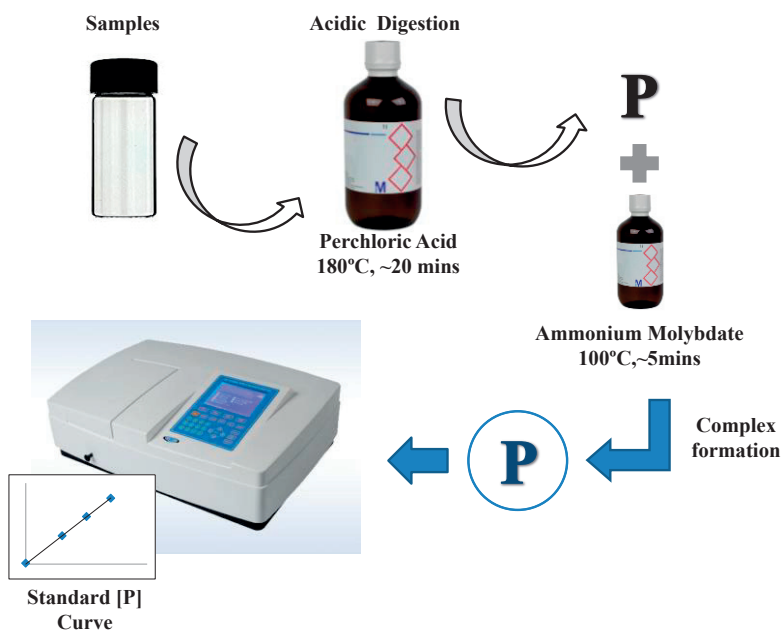 Samples
Acidic Digestion
P
M
Perchloric Acid
180ºC, ~20 mins
M
Ammonium Molybdate
100ºC,~5mins
Complex
formation
P
Standard [P]
Curve